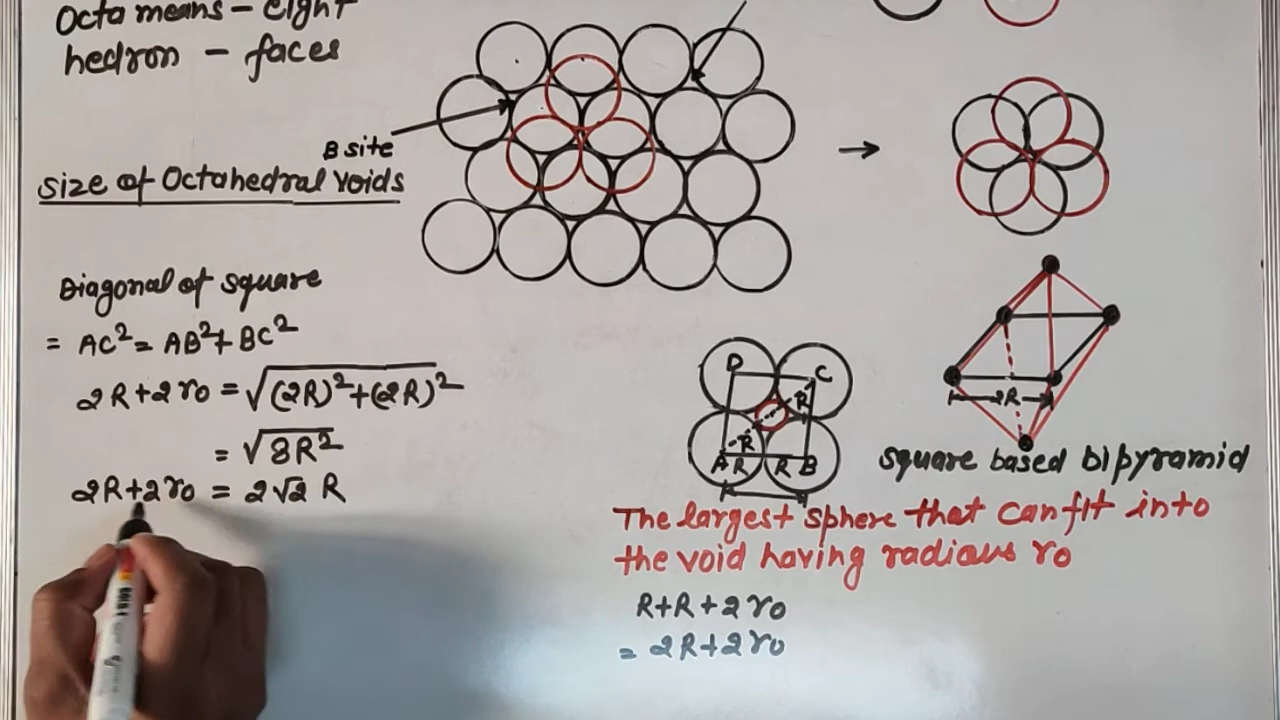 Octa means - eight
hedron - faces
B site
Size of Octahedral Voids
Diagonal of square
= AC² = AB² + BC²
2R + 2r₀ = √(2R)² + (2R)²
= √8R²
2R + 2r₀ = 2√2 R
D
C
R
R
A R R B
2R
square based bipyramid
The largest sphere that can fit into
the void having radious r₀
R + R + 2r₀
= 2R + 2r₀